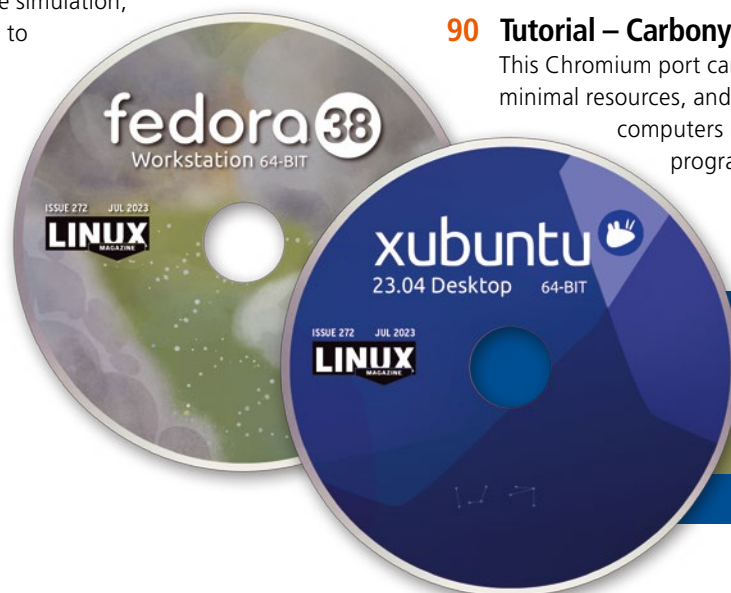 e simulation,
to
90 Tutorial – Carbony
This Chromium port car
minimal resources, and
computers
progra
fedora 38
Workstation 64-BIT
ISSUE 272 JUL 2023
LINUX
MAGAZINE
xubuntu
23.04 Desktop 64-BIT
ISSUE 272 JUL 2023
LINUX
MAGAZINE